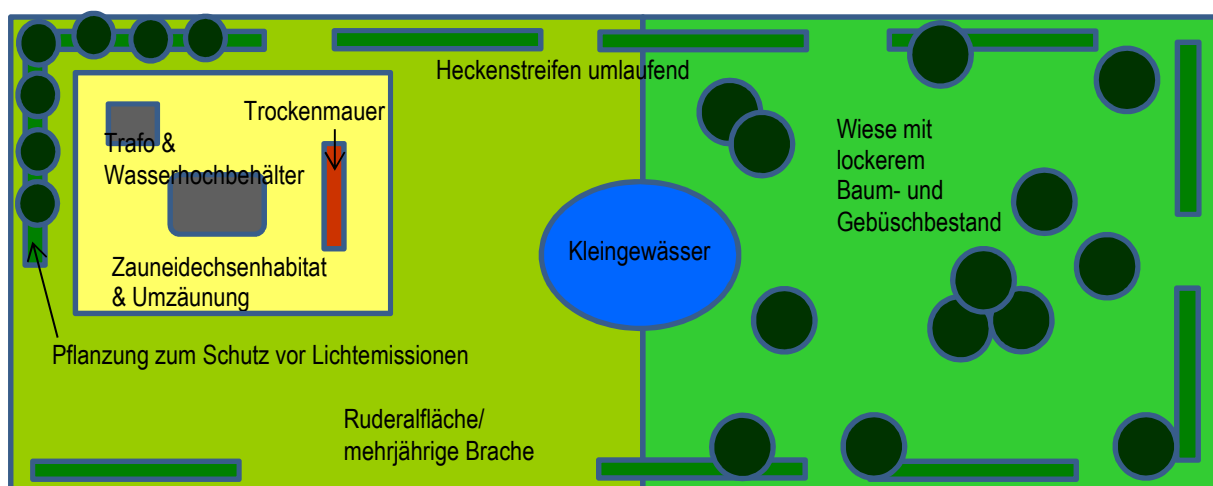 Heckenstreifen umlaufend
Trockenmauer
Trafo &
Wasserhochbehälter
Wiese mit
lockerem
Baum- und
Gebüschbestand
Kleingewässer
Zauneidechsenhabitat
& Umzäunung
Pflanzung zum Schutz vor Lichtemissionen
Ruderalfläche/
mehrjährige Brache